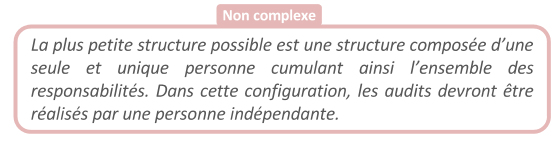 Non complexe
La plus petite structure possible est une structure composée d’une
seule et unique personne cumulant ainsi l’ensemble des
responsabilités. Dans cette configuration, les audits devront être
réalisés par une personne indépendante.